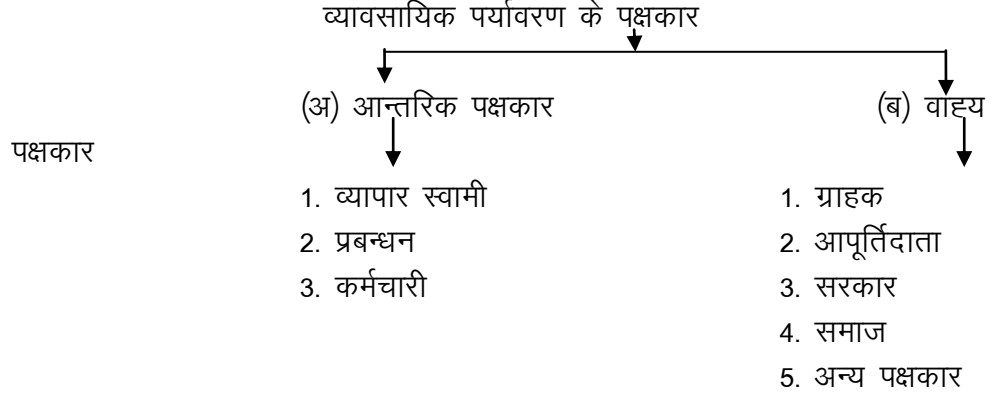 व्यावसायिक पर्यावरण के पक्षकार
(अ) आन्तरिक पक्षकार (ब) वाह्य
पक्षकार
1. व्यापार स्वामी 1. ग्राहक
2. प्रबन्धन 2. आपूर्तिदाता
3. कर्मचारी 3. सरकार
4. समाज
5. अन्य पक्षकार